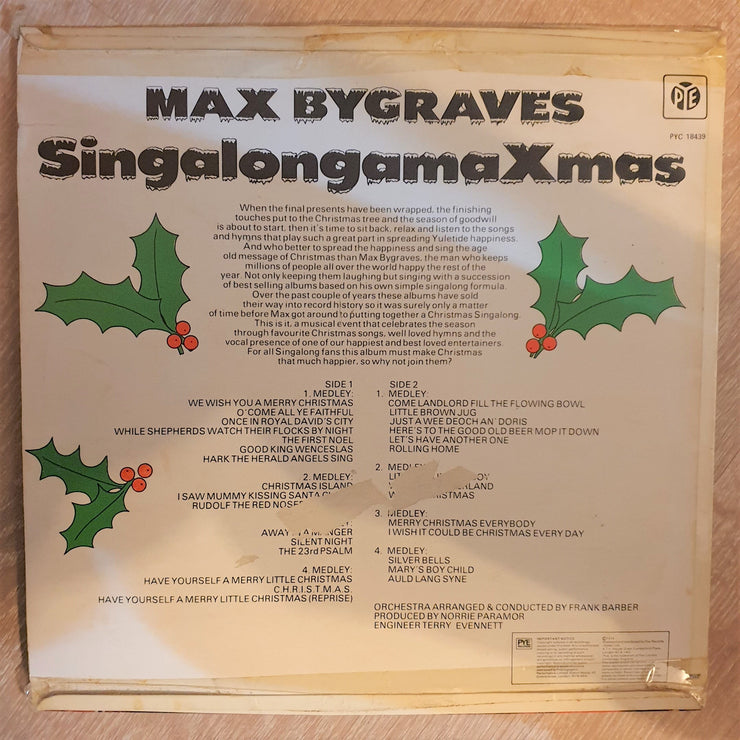 MAX BYGRAVES
PYE
PYC 18439
SingalongamaXmas
When the final presents have been wrapped, the finishing
touches put to the Christmas tree and the season of goodwill
is about to start, then it's time to sit back, relax and listen to the songs
and hymns that play such a great part in spreading Yuletide happiness.
And who better to spread the happiness and sing the age
old message of Christmas than Max Bygraves, the man who keeps
millions of people all over the world happy the rest of the
year. Not only keeping them laughing but singing with a succession
of best selling albums based on his own simple singalong formula.
Over the past couple of years these albums have sold
their way into record history so it was surely only a matter
of time before Max got around to putting together a Christmas Singalong.
This is it, a musical event that celebrates the season
through favourite Christmas songs, well loved hymns and the
vocal presence of one of our happiest and best loved entertainers.
For all Singalong fans this album must make Christmas
that much happier, so why not join them?
SIDE 1
1. MEDLEY:
WE WISH YOU A MERRY CHRISTMAS
O'COME ALL YE FAITHFUL
ONCE IN ROYAL DAVID'S CITY
WHILE SHEPHERDS WATCH THEIR FLOCKS BY NIGHT
THE FIRST NOEL
GOOD KING WENCESLAS
HARK THE HERALD ANGELS SING
2. MEDLEY:
CHRISTMAS ISLAND
I SAW MUMMY KISSING SANTA
RUDOLF THE RED NOSE
AWAY A MANGER
SILENT NIGHT
THE 23rd PSALM
4. MEDLEY:
HAVE YOURSELF A MERRY LITTLE CHRISTMAS
C.H.R.I.S.T.M.A.S.
HAVE YOURSELF A MERRY LITTLE CHRISTMAS (REPRISE)
SIDE 2
1. MEDLEY:
COME LANDLORD FILL THE FLOWING BOWL
LITTLE BROWN JUG
JUST A WEE DEOCH AN' DORIS
HERE'S TO THE GOOD OLD BEER MOP IT DOWN
LET'S HAVE ANOTHER ONE
ROLLING HOME
2. MEDL
3. MEDLEY:
MERRY CHRISTMAS EVERYBODY
I WISH IT COULD BE CHRISTMAS EVERY DAY
4. MEDLEY:
SILVER BELLS
MARY'S BOY CHILD
AULD LANG SYNE
ORCHESTRA ARRANGED & CONDUCTED BY FRANK BARBER
PRODUCED BY NORRIE PARAMOR
ENGINEER TERRY EVENNETT
PYE
IMPORTANT NOTICE